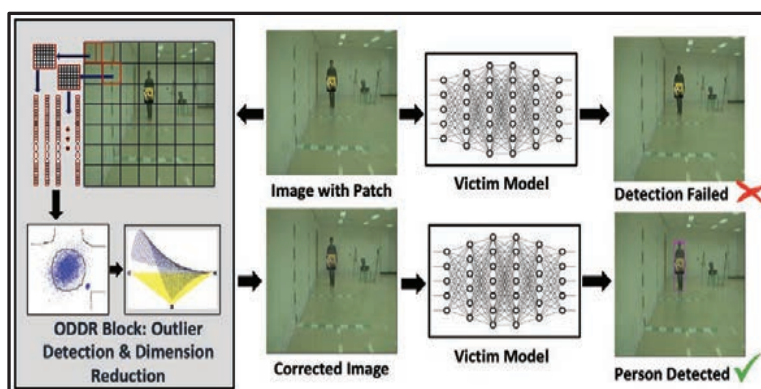 Image with Patch
Victim Model
Detection Failed
ODDR Block: Outlier
Detection & Dimension
Reduction
Corrected Image
Victim Model
Person Detected